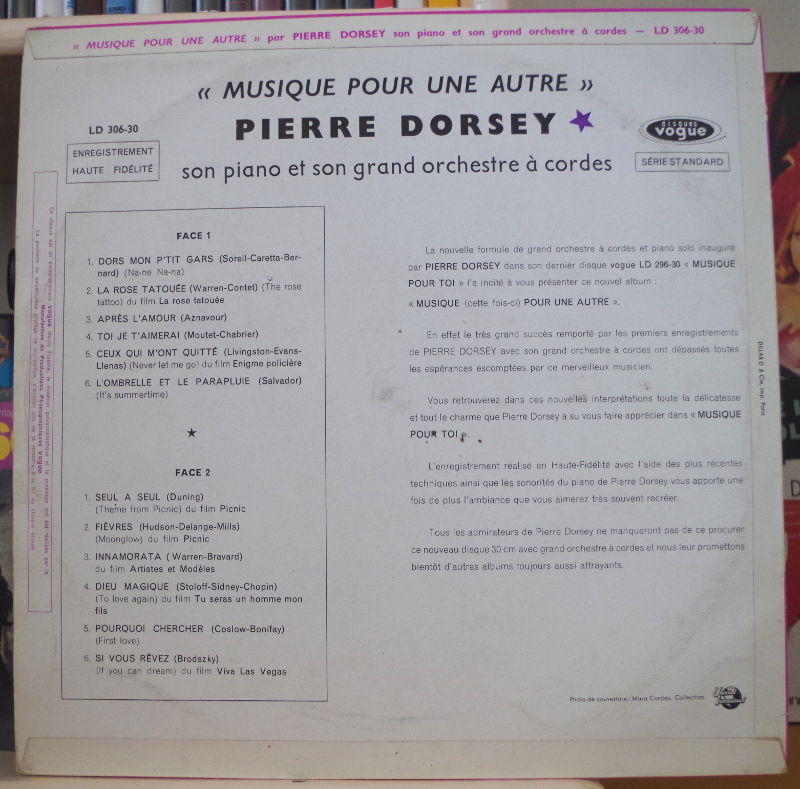 « MUSIQUE POUR UNE AUTRE » par PIERRE DORSEY son piano et son grand orchestre à cordes — LD 306-30
« MUSIQUE POUR UNE AUTRE »
LD 306-30
PIERRE DORSEY
DISQUES
vogue
ENREGISTREMENT
HAUTE FIDÉLITÉ
son piano et son grand orchestre à cordes
SÉRIE STANDARD
FACE 1
1. DORS MON P'TIT GARS (Soreil-Caretta-Ber-
nard) (Na-ne Na-na)
2. LA ROSE TATOUÉE (Warren-Contet) (The rose
tattoo) du film La rose tatouée
3. APRÈS L'AMOUR (Aznavour)
4. TOI JE T'AIMERAI (Moutet-Chabrier)
5. CEUX QUI M'ONT QUITTÉ (Livingston-Evans-
Llenas) (Never let me go) du film Enigme policière
6. L'OMBRELLE ET LE PARAPLUIE (Salvador)
(It's summertime)
FACE 2
1. SEUL A SEUL (Duning)
(Theme from Picnic) du film Picnic
2. FIÈVRES (Hudson-Delange-Mills)
(Moonglow) du film Picnic
3. INNAMORATA ( Warren-Bravard)
du film Artistes et Modèles
4. DIEU MAGIQUE (Stoloff-Sidney-Chopin)
(To love again) du film Tu seras un homme mon
fils
5. POURQUOI CHERCHER (Coslow-Bonifay)
(First love)
6. SI VOUS RÊVEZ (Brodszky)
(If you can dream) du film Viva Las Vegas
La nouvelle formule de grand orchestre à cordes et piano solo inauguré
par PIERRE DORSEY dans son dernier disque vogue LD 296-30 « MUSIQUE
POUR TOI » l'a incité à vous présenter ce nouvel album :
« MUSIQUE (cette fois-ci) POUR UNE AUTRE ».
En effet le très grand succès remporté par les premiers enregistrements
de PIERRE DORSEY avec son grand orchestre à cordes ont dépassés toutes
les espérances escomptées par ce merveilleux musicien.
Vous retrouverez dans ces nouvelles interprétations toute la délicatesse
et tout le charme que Pierre Dorsey a su vous faire apprécier dans « MUSIQUE
POUR TOI ».
L'enregistrement réalisé en Haute-Fidélité avec l'aide des plus récentes
techniques ainsi que les sonorités du piano de Pierre Dorsey vous apporte une
fois de plus l'ambiance que vous aimerez très souvent recréer.
Tous les admirateurs de Pierre Dorsey ne manqueront pas de ce procurer
ce nouveau disque 30 cm avec grand orchestre à cordes et nous leur promettons
bientôt d'autres albums toujours aussi attrayants.
DILLARD & Cie. Imp. Paris
Photo de couverture : Mara Corday. Collection